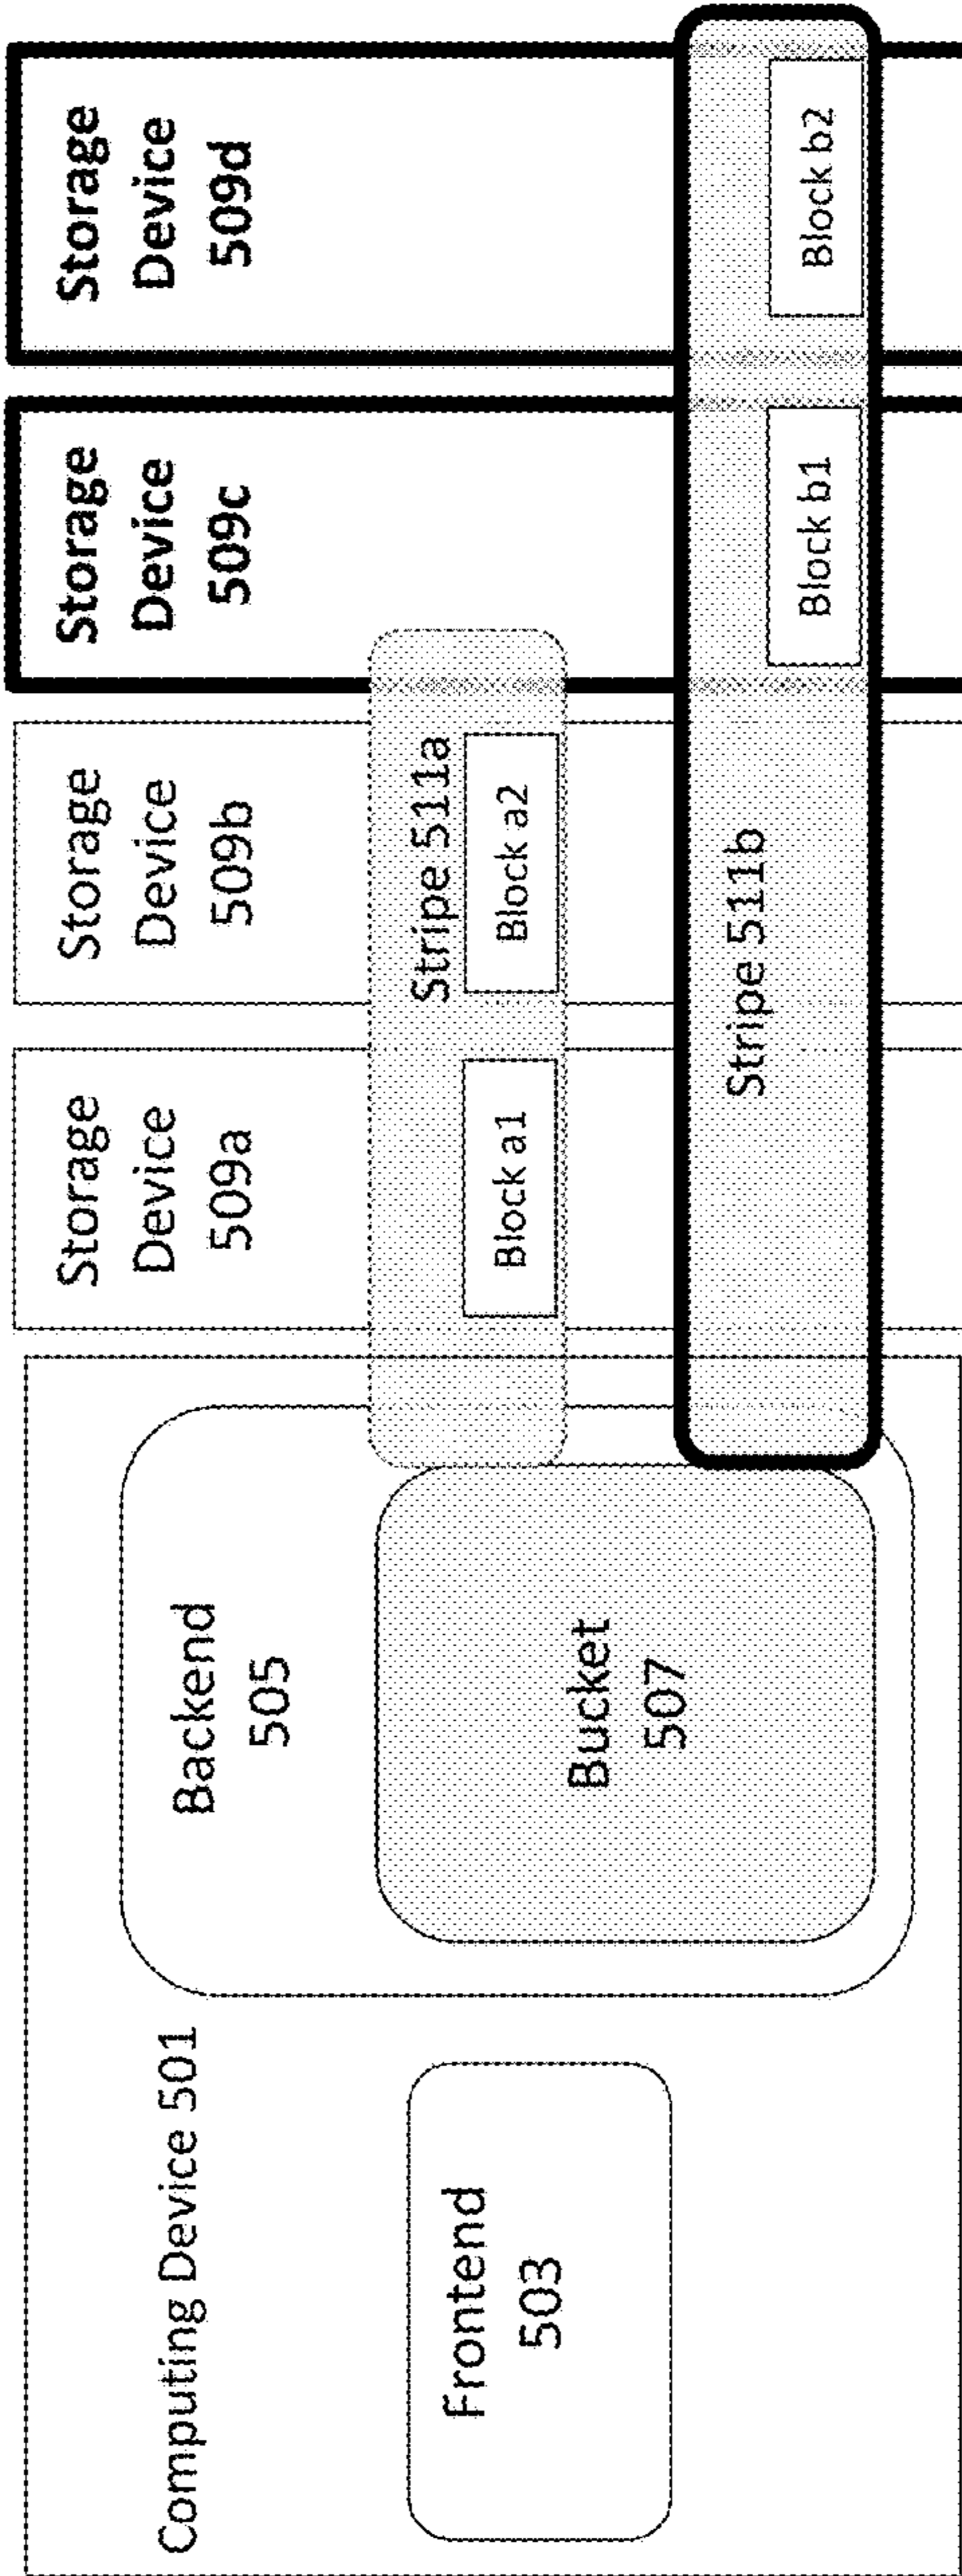 Computing Device 501
Frontend
503
Backend
505
Bucket
507
Storage
Device
509a
Storage
Device
509b
Storage
Device
509c
Storage
Device
509d
Stripe 511a
Block a1
Block a2
Stripe 511b
Block b1
Block b2